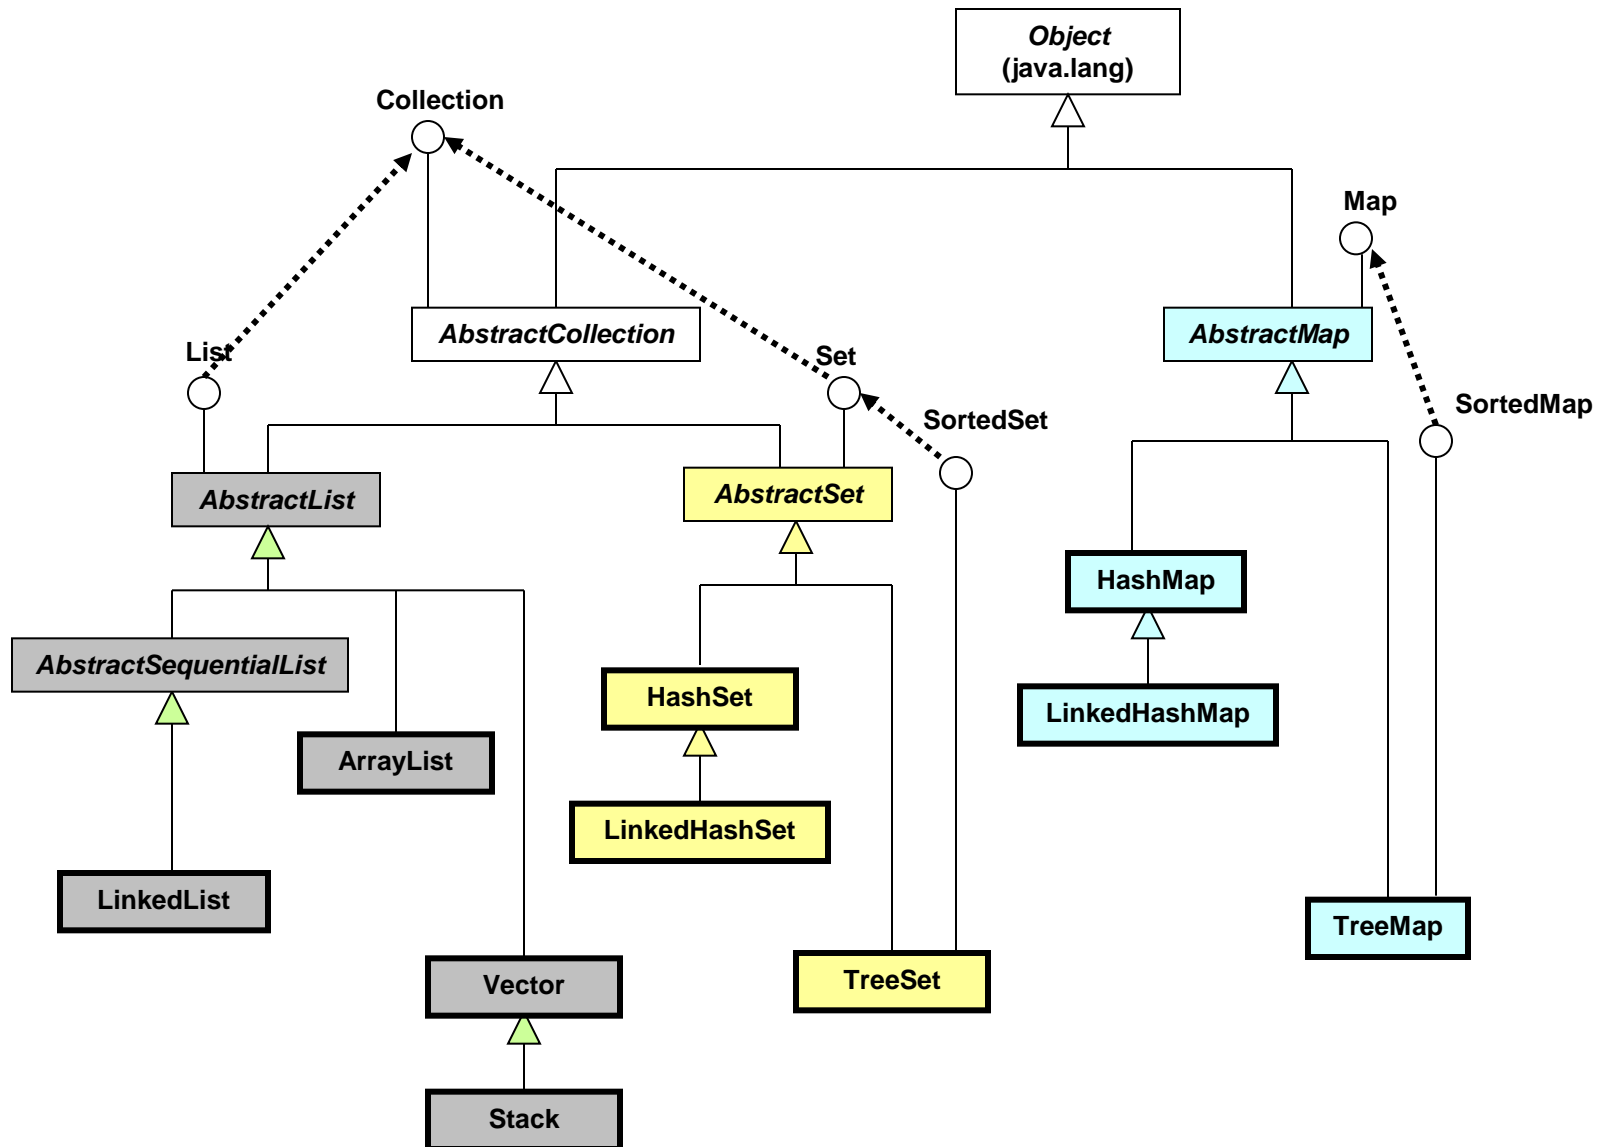 Object
(java.lang)
Collection
Map
AbstractCollection
AbstractMap
List
Set
SortedSet
SortedMap
AbstractList
AbstractSet
HashMap
AbstractSequentialList
HashSet
LinkedHashMap
ArrayList
LinkedHashSet
LinkedList
TreeMap
Vector
TreeSet
Stack